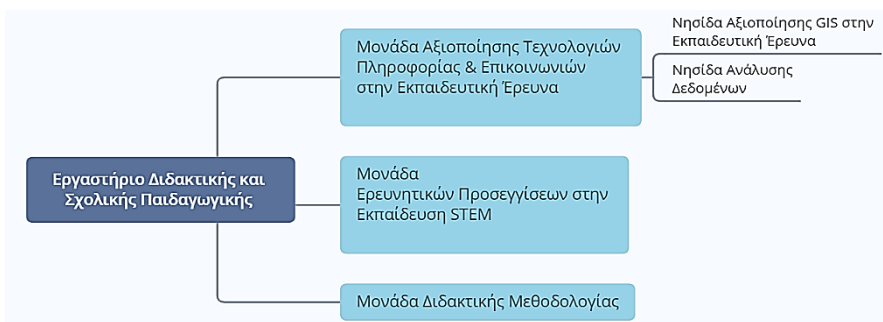 Εργαστήριο Διδακτικής και
Σχολικής Παιδαγωγικής
Μονάδα Αξιοποίησης Τεχνολογιών
Πληροφορίας & Επικοινωνιών
στην Εκπαιδευτική Έρευνα
Νησίδα Αξιοποίησης GIS στην
Εκπαιδευτική Έρευνα
Νησίδα Ανάλυσης
Δεδομένων
Μονάδα
Ερευνητικών Προσεγγίσεων στην
Εκπαίδευση STEM
Μονάδα Διδακτικής Μεθοδολογίας